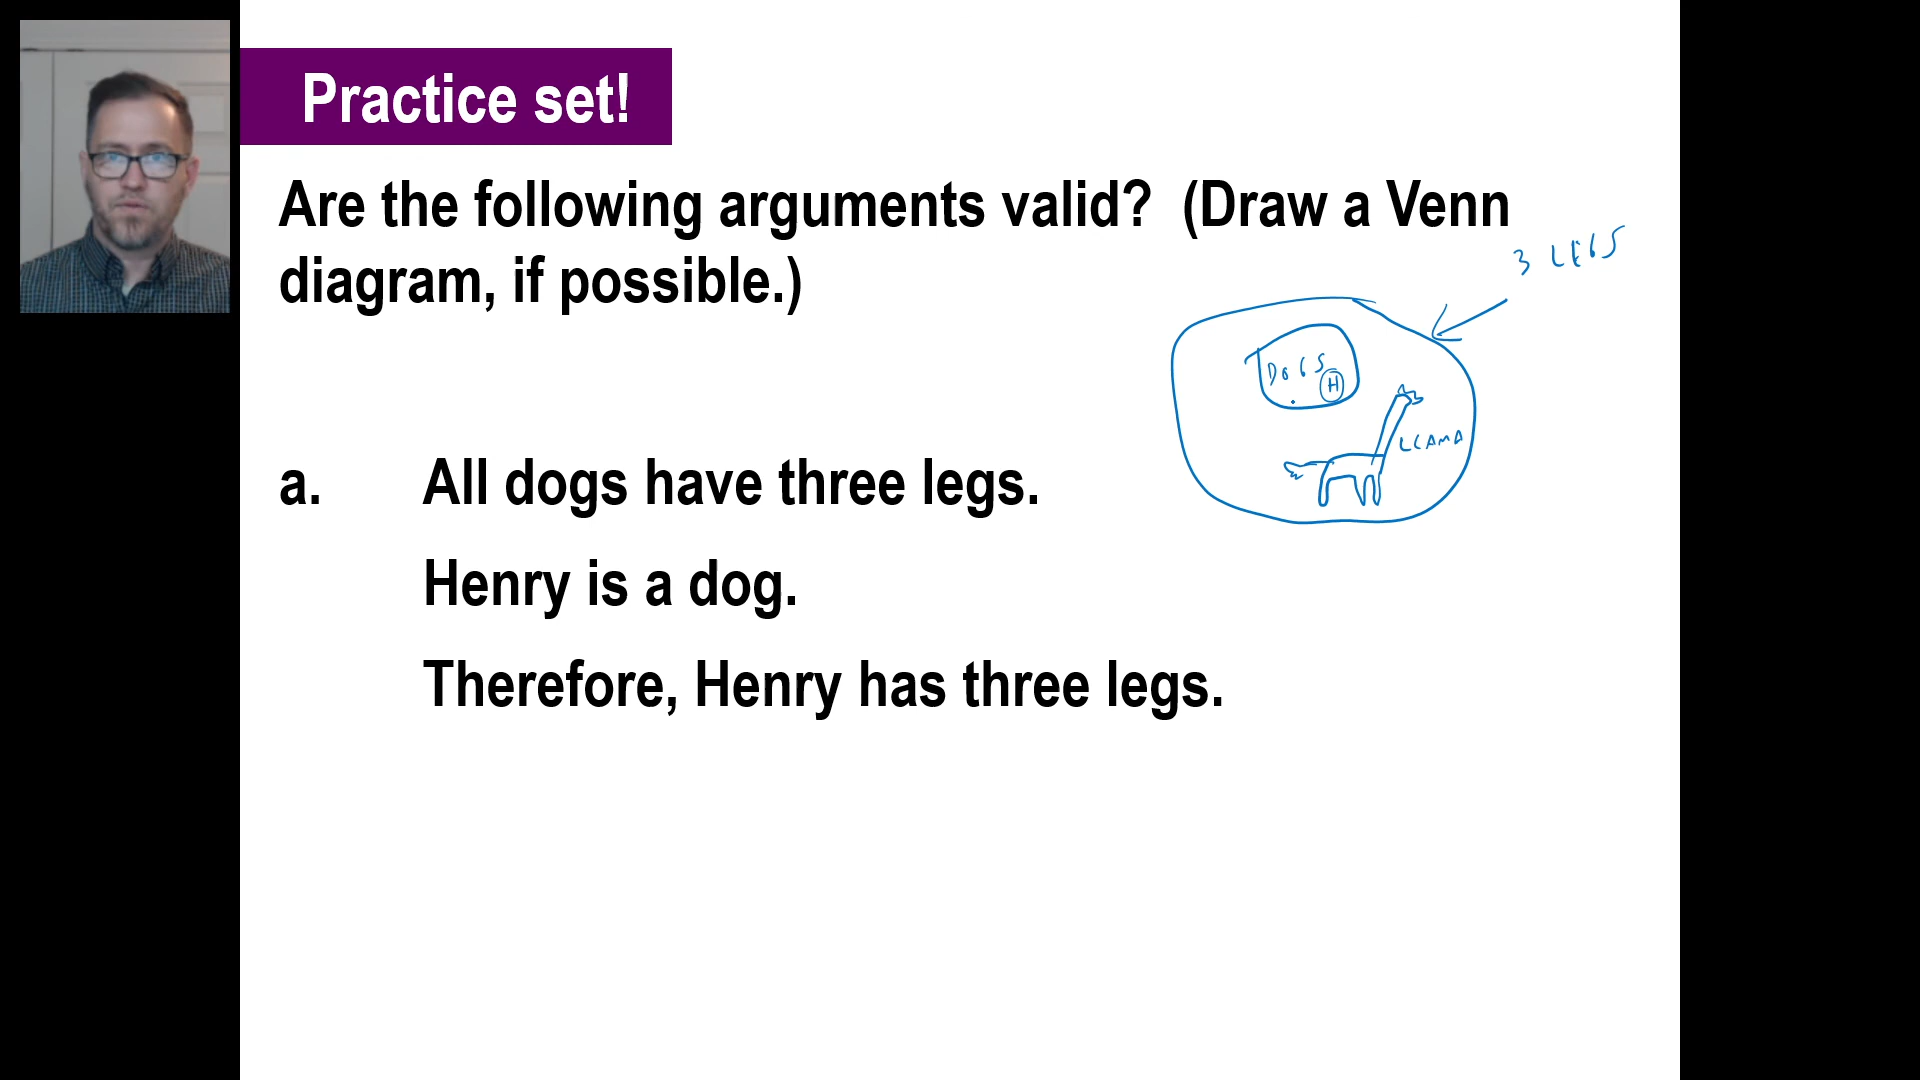 Practice set!
Are the following arguments valid? (Draw a Venn
diagram, if possible.)
3 LEGS
DOGS
H
LLAMA
a. All dogs have three legs.
Henry is a dog.
Therefore, Henry has three legs.